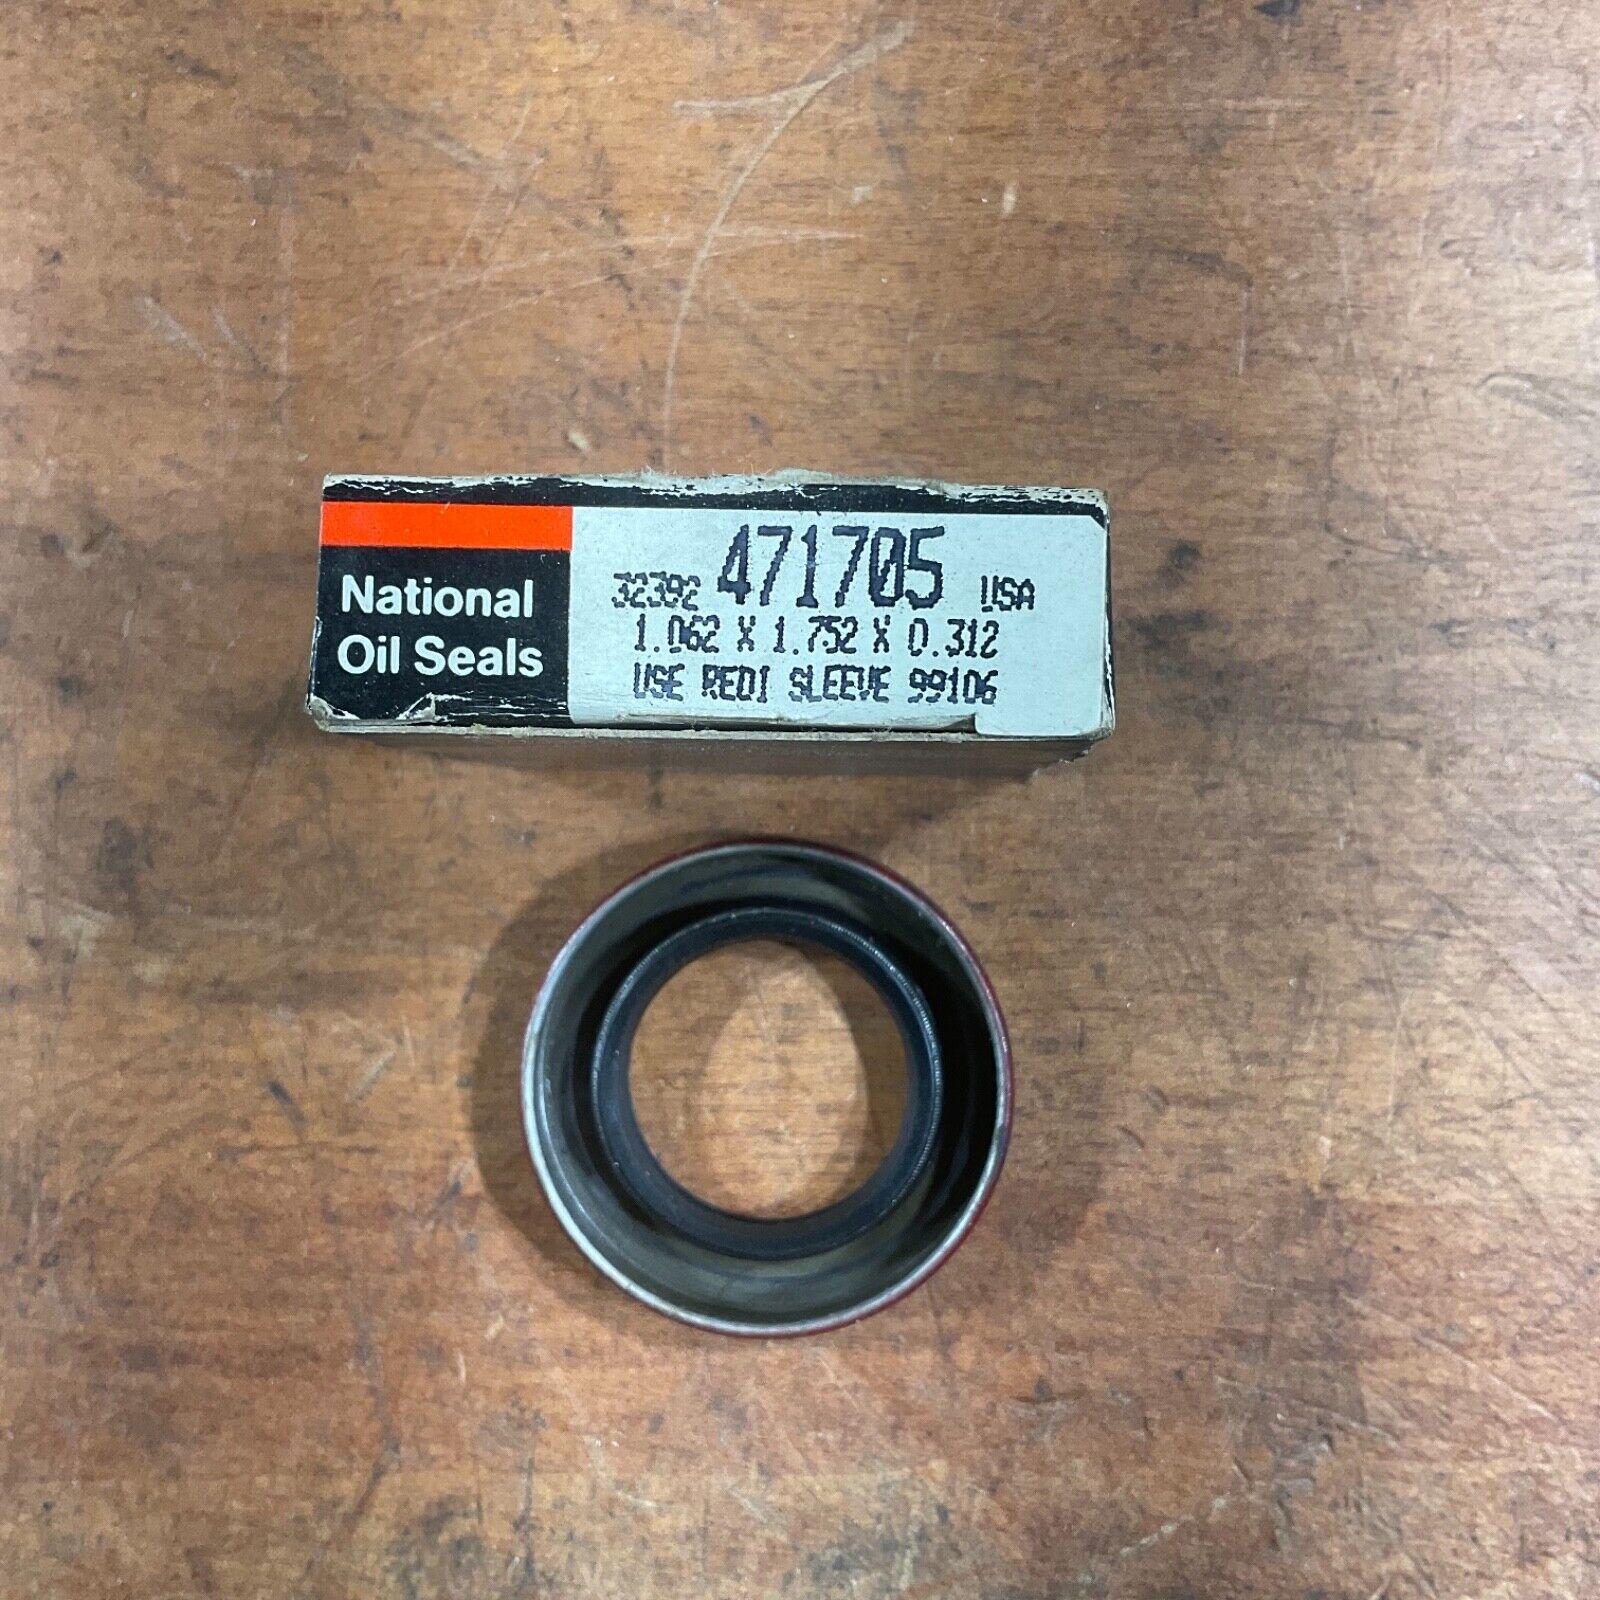 National
Oil Seals
32392 471705 USA
1.062 X 1.752 X 0.312
USE REDI SLEEVE 99106